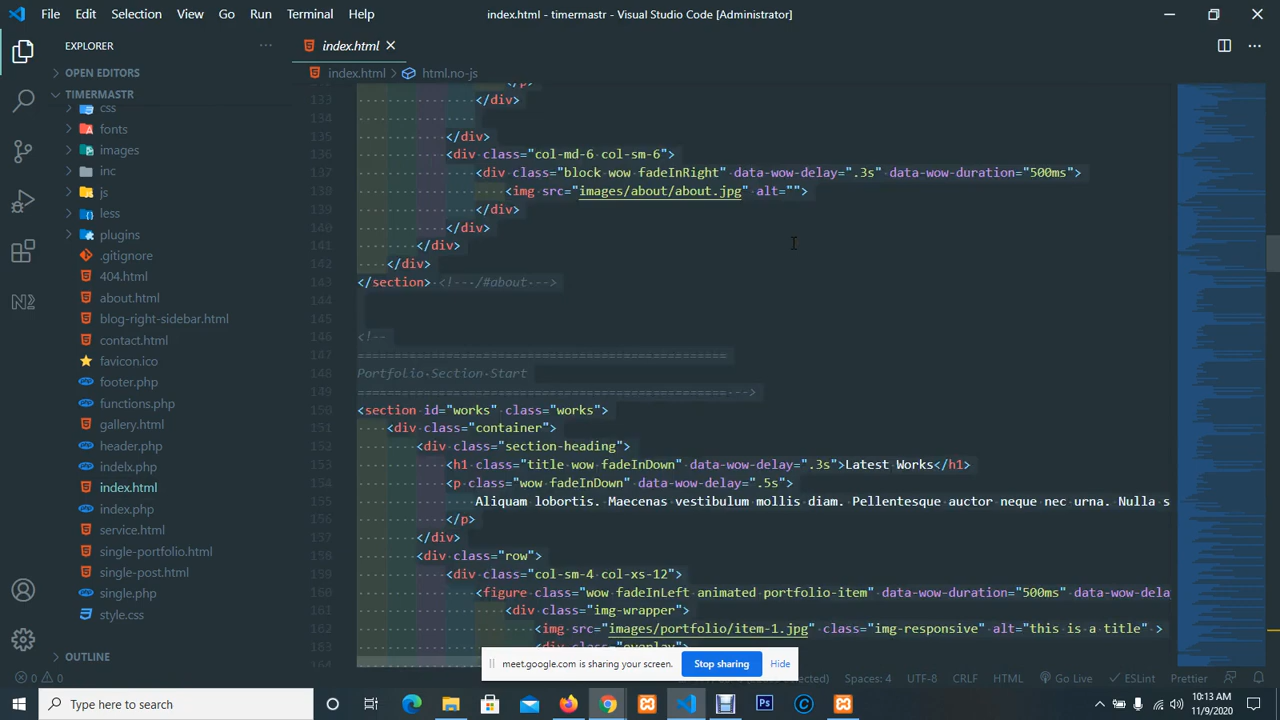 File Edit Selection View Go Run Terminal Help
index.html - timermastr - Visual Studio Code [Administrator]
EXPLORER
index.html
OPEN EDITORS
index.html
html.no-js
TIMERMASTR
css
fonts
images
inc
js
less
plugins
.gitignore
404.html
about.html
blog-right-sidebar.html
contact.html
favicon.ico
footer.php
functions.php
gallery.html
header.php
indelx.php
index.html
index.php
service.html
single-portfolio.html
single-post.html
single.php
style.css
OUTLINE
133 </div>
134
135 </div>
136 <div class="col-md-6 col-sm-6">
137 <div class="block wow fadeInRight" data-wow-delay=".3s" data-wow-duration="500ms">
138 <img src="images/about/about.jpg" alt="">
139 </div>
140 </div>
141 </div>
142 </div>
143 </section> <!-- /#about -->
144
145
146 <!--
147 ==================================================
148 Portfolio Section Start
149 ================================================== -->
150 <section id="works" class="works">
151 <div class="container">
152 <div class="section-heading">
153 <h1 class="title wow fadeInDown" data-wow-delay=".3s">Latest Works</h1>
154 <p class="wow fadeInDown" data-wow-delay=".5s">
155 Aliquam lobortis. Maecenas vestibulum mollis diam. Pellentesque auctor neque nec urna. Nulla s
156 </p>
157 </div>
158 <div class="row">
159 <div class="col-sm-4 col-xs-12">
160 <figure class="wow fadeInLeft animated portfolio-item" data-wow-duration="500ms" data-wow-dela
161 <div class="img-wrapper">
162 <img src="images/portfolio/item-1.jpg" class="img-responsive" alt="this is a title" >
163 <div class="overlay">
164
meet.google.com is sharing your screen. Stop sharing Hide
0 0
Spaces: 4 UTF-8 CRLF HTML Go Live ESLint Prettier
Type here to search
10:13 AM
11/9/2020